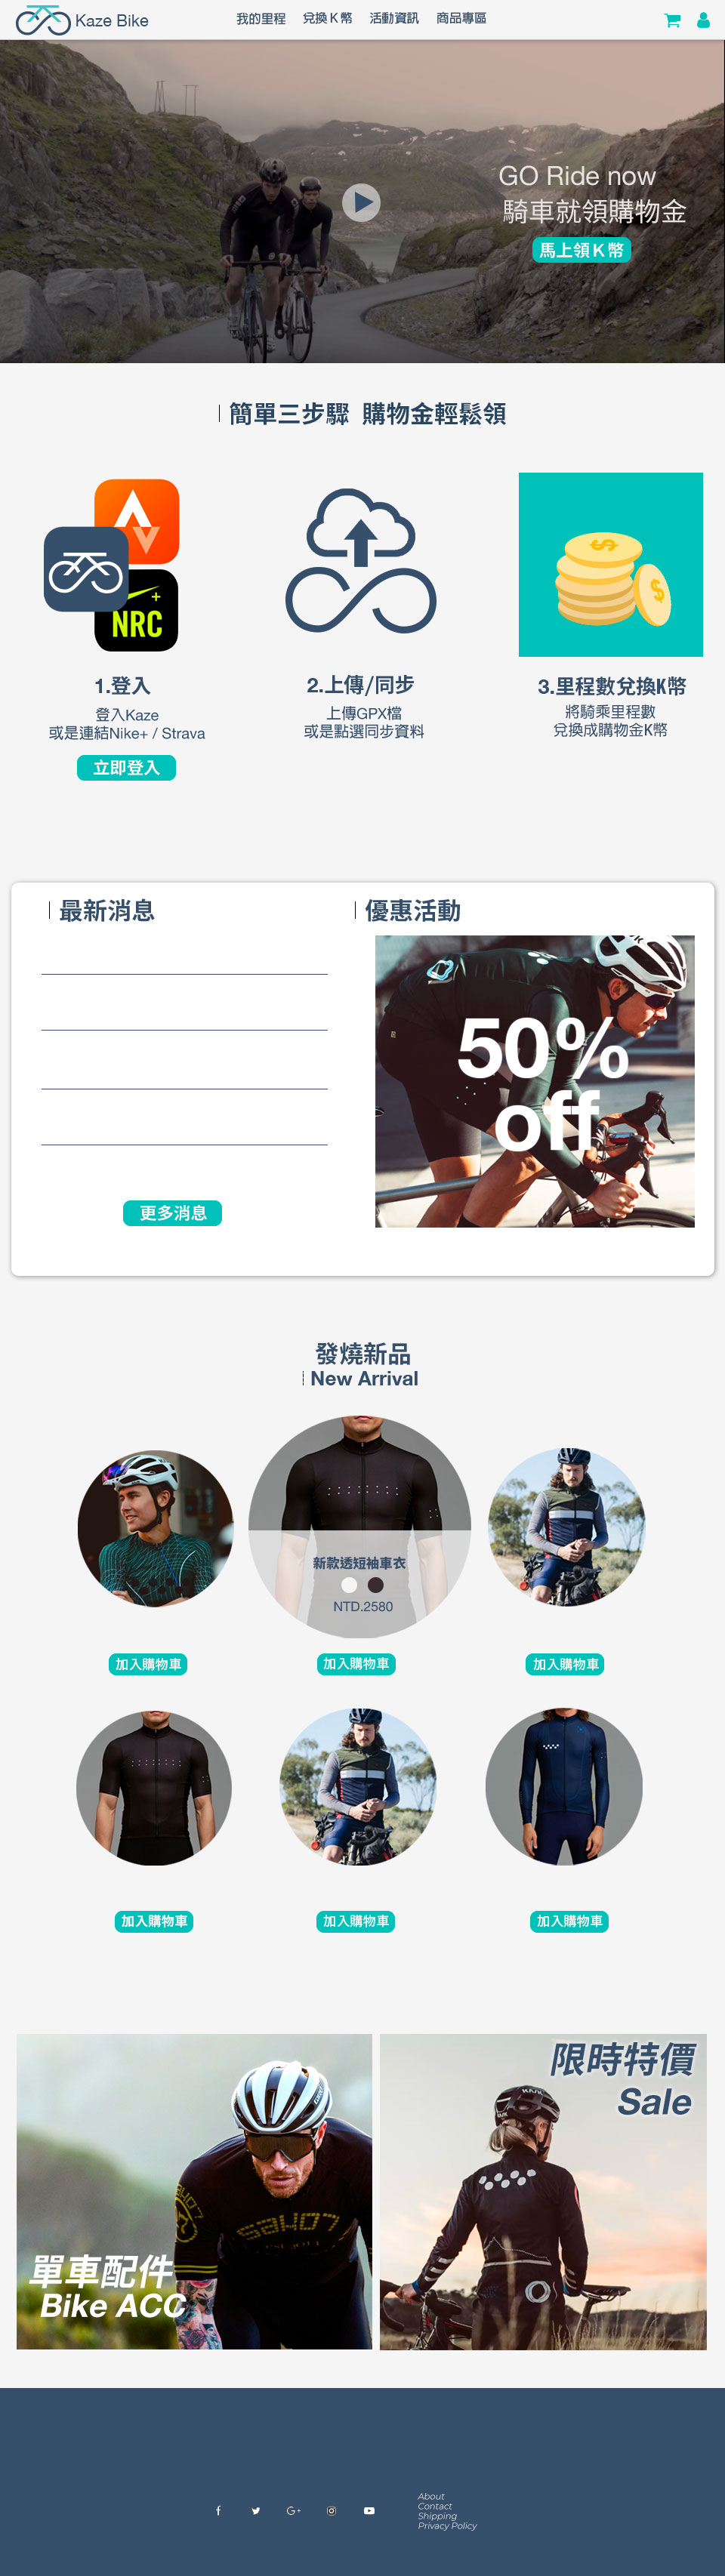 Kaze Bike
我的里程 兌換K幣 活動資訊 商品專區
GO Ride now
騎車就領購物金
馬上領K幣
簡單三步驟 購物金輕鬆領
NRC
1.登入
登入Kaze
或是連結Nike+ / Strava
立即登入
2.上傳/同步
上傳GPX檔
或是點選同步資料
3.里程數兌換K幣
將騎乘里程數
兌換成購物金K幣
最新消息
更多消息
優惠活動
50%
off
發燒新品
New Arrival
新款透短袖車衣
NTD.2580
加入購物車 加入購物車 加入購物車
加入購物車 加入購物車 加入購物車
單車配件
Bike ACC
限時特價
Sale
About
Contact
Shipping
Privacy Policy